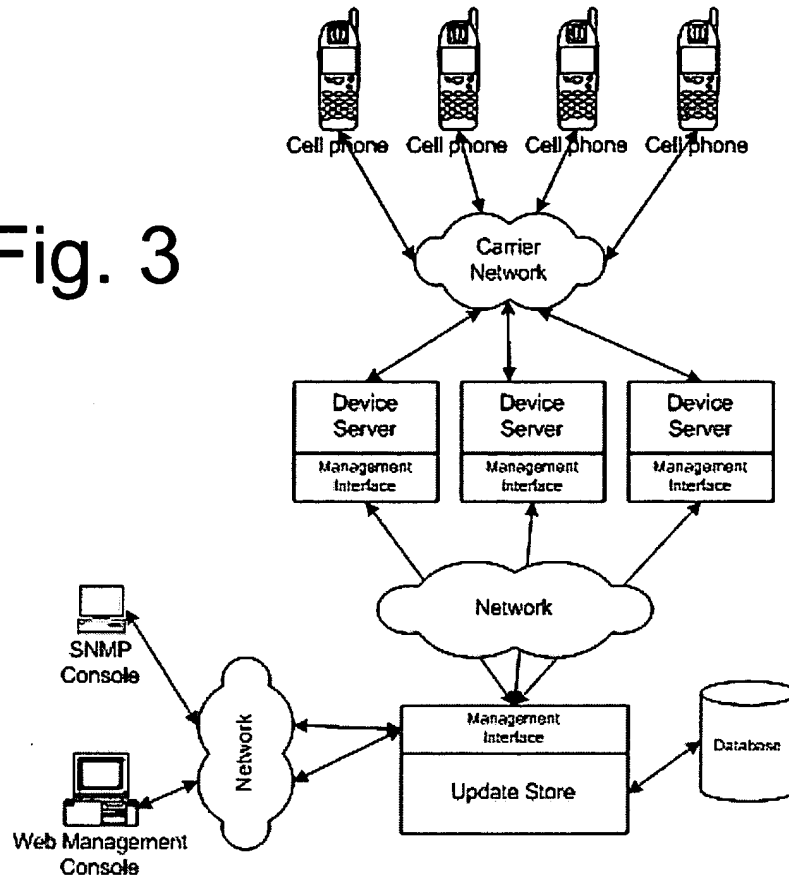 Cell phone Cell phone Cell phone Cell phone
Fig. 3
Carrier
Network
Device
Server
Management
Interface
Device
Server
Management
Interface
Device
Server
Management
Interface
Network
SNMP
Console
Network
Management
Interface
Update Store
Database
Web Management
Console